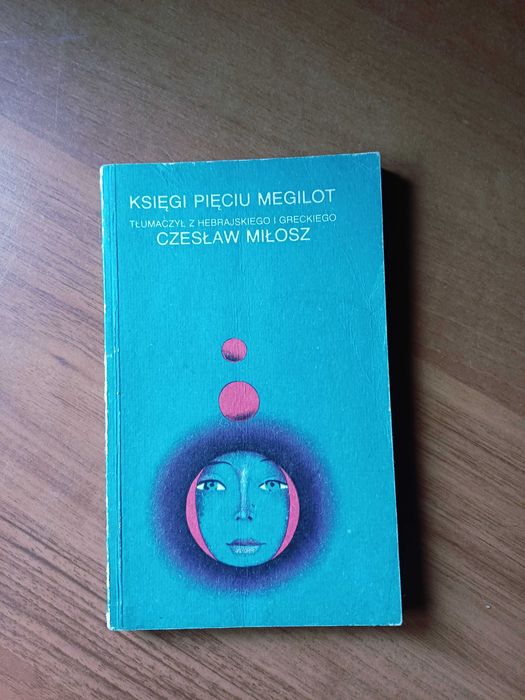 KSIĘGI PIĘCIU MEGILOT
TŁUMACZYŁ Z HEBRAJSKIEGO I GRECKIEGO
CZESŁAW MIŁOSZ